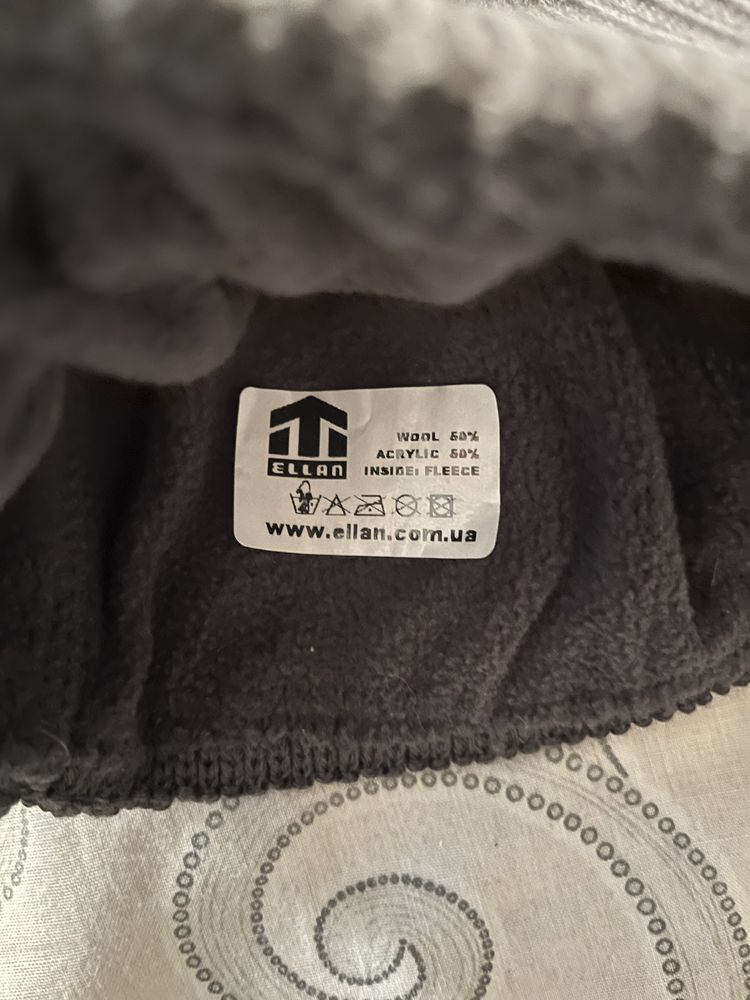 ELLAN
WOOL 50%
ACRYLIC 50%
INSIDE: FLEECE
www.ellan.com.ua